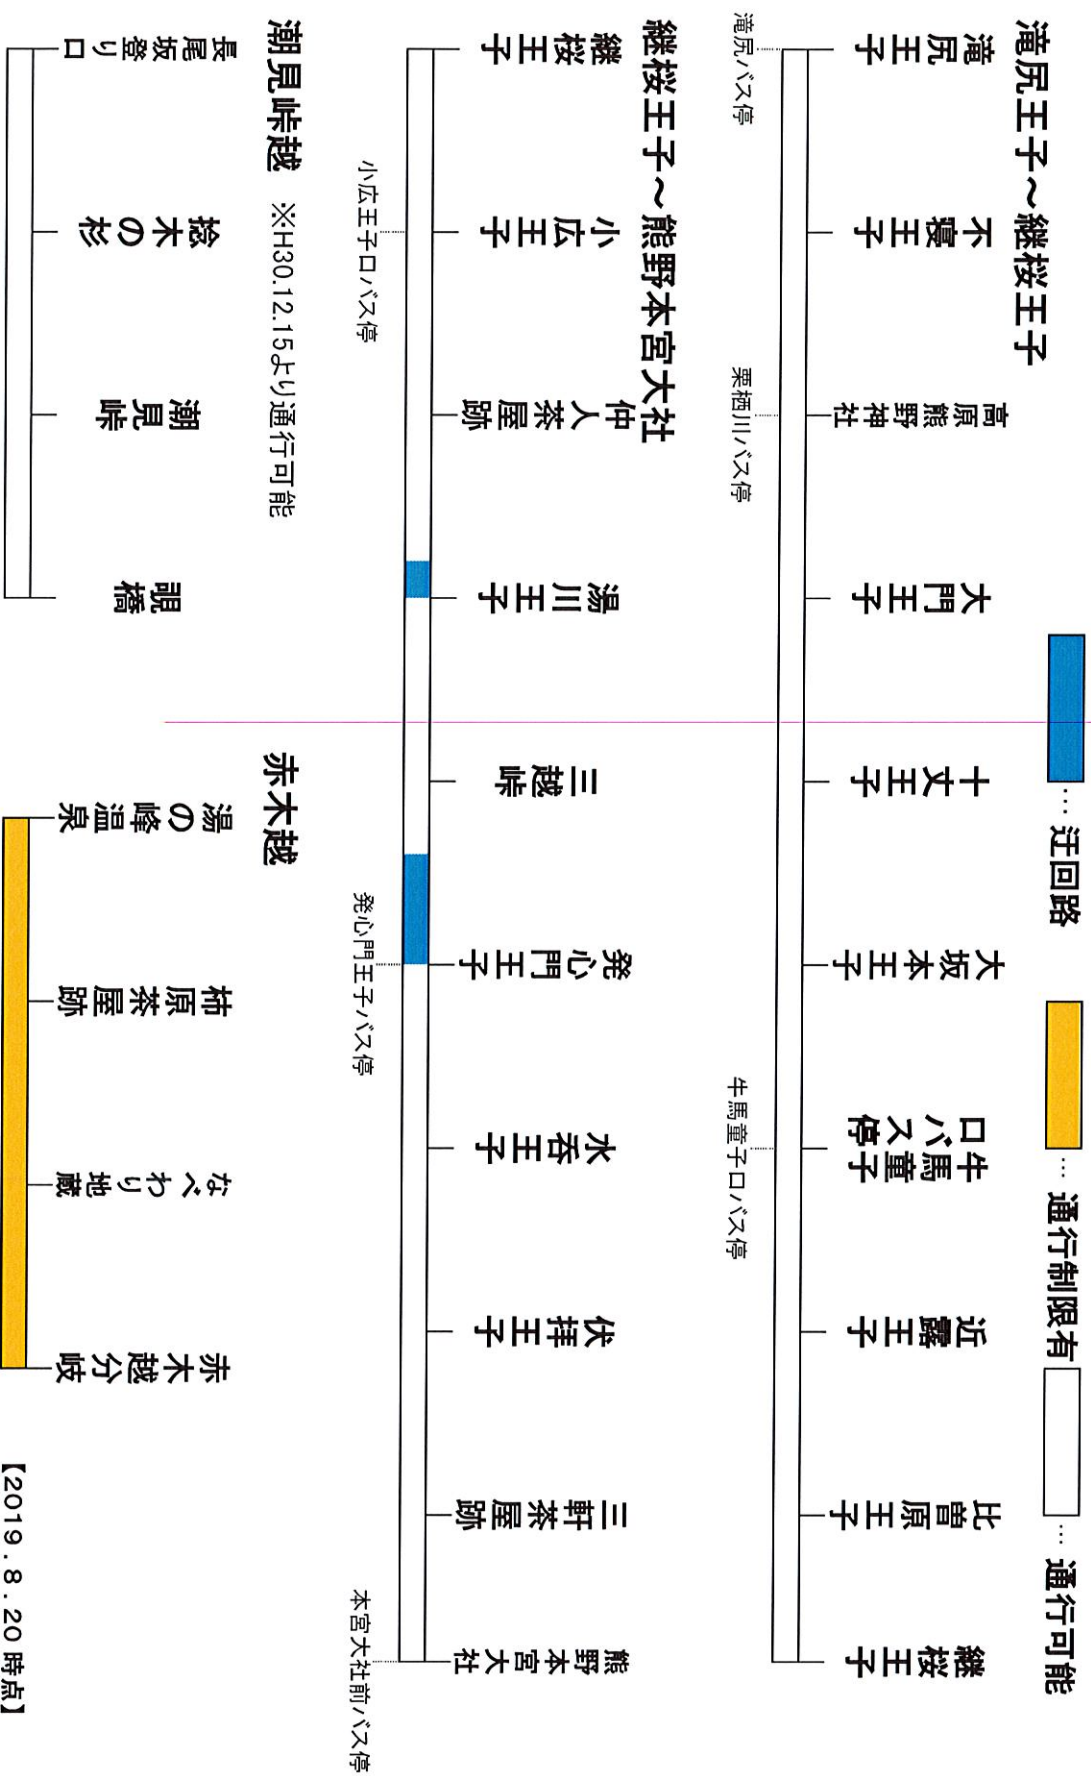 …迂回路
…通行制限有
…通行可能
滝尻王子～継桜王子
滝尻王子
不寝王子
高原熊野神社
大門王子
十丈王子
大坂本王子
牛馬童子
口バス停
近露王子
比曽原王子
継桜王子
滝尻バス停
栗栖川バス停
牛馬童子口バス停
継桜王子～熊野本宮大社
継桜王子
小広王子
仲人茶屋跡
湯川王子
三越峠
発心門王子
水呑王子
伏拝王子
三軒茶屋跡
熊野本宮大社
小広王子口バス停
発心門王子バス停
本宮大社前バス停
潮見峠越 ※H30.12.15より通行可能
長尾坂登り口
捻木の杉
潮見峠
覗橋
赤木越
湯の峰温泉
柿原茶屋跡
なべわり地蔵
赤木越分岐
【2019.8.20時点】